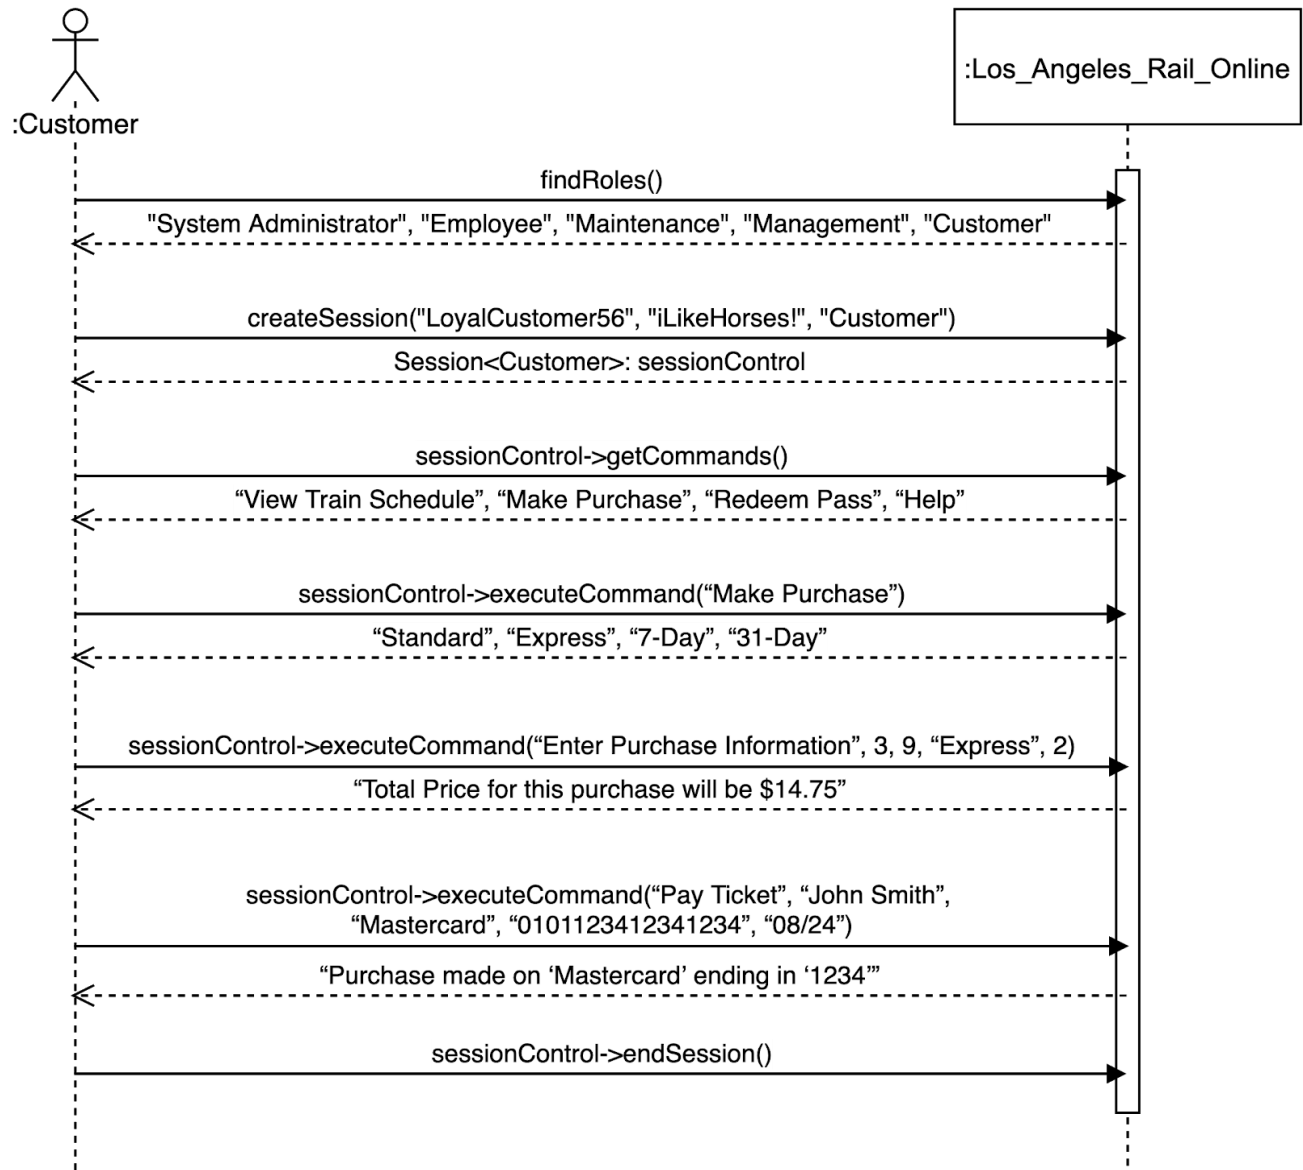 :Customer
:Los_Angeles_Rail_Online
findRoles()
"System Administrator", "Employee", "Maintenance", "Management", "Customer"
createSession("LoyalCustomer56", "iLikeHorses!", "Customer")
Session<Customer>: sessionControl
sessionControl->getCommands()
“View Train Schedule”, “Make Purchase”, “Redeem Pass”, “Help”
sessionControl->executeCommand(“Make Purchase”)
“Standard”, “Express”, “7-Day”, “31-Day”
sessionControl->executeCommand(“Enter Purchase Information”, 3, 9, “Express”, 2)
“Total Price for this purchase will be $14.75”
sessionControl->executeCommand(“Pay Ticket”, “John Smith”,
“Mastercard”, “0101123412341234”, “08/24”)
“Purchase made on ‘Mastercard’ ending in ‘1234’”
sessionControl->endSession()